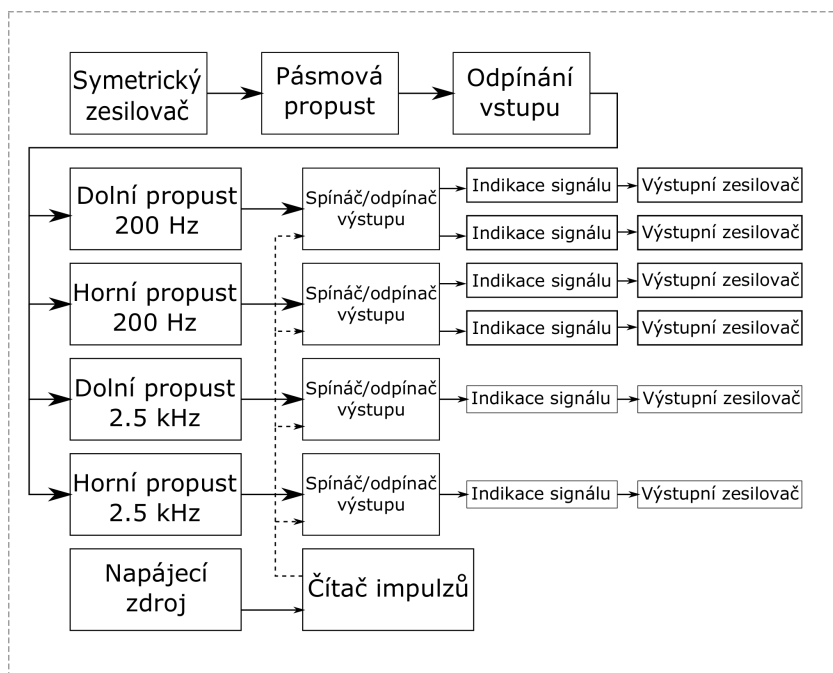 Symetrický
zesilovač
Pásmová
propust
Odpínání
vstupu
Dolní propust
200 Hz
Spínáč/odpínač
výstupu
Indikace signálu
Výstupní zesilovač
Indikace signálu
Výstupní zesilovač
Horní propust
200 Hz
Spínáč/odpínač
výstupu
Indikace signálu
Výstupní zesilovač
Indikace signálu
Výstupní zesilovač
Dolní propust
2.5 kHz
Spínáč/odpínač
výstupu
Indikace signálu
Výstupní zesilovač
Horní propust
2.5 kHz
Spínáč/odpínač
výstupu
Indikace signálu
Výstupní zesilovač
Napájecí
zdroj
Čítač impulzů